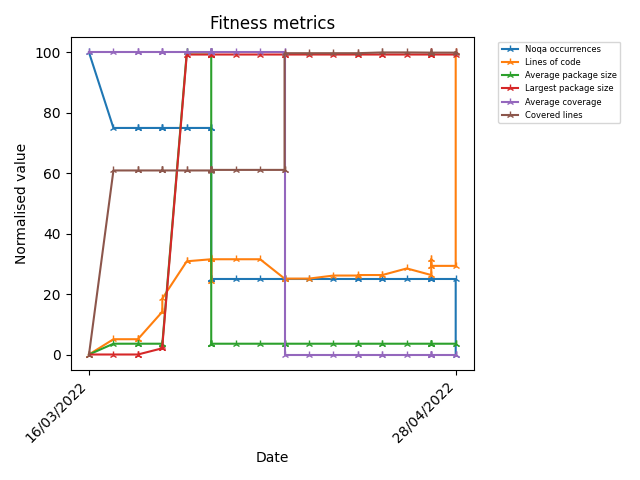 Fitness metrics
Normalised value
100
80
60
40
20
0
16/03/2022
28/04/2022
Date
Noqa occurrences
Lines of code
Average package size
Largest package size
Average coverage
Covered lines